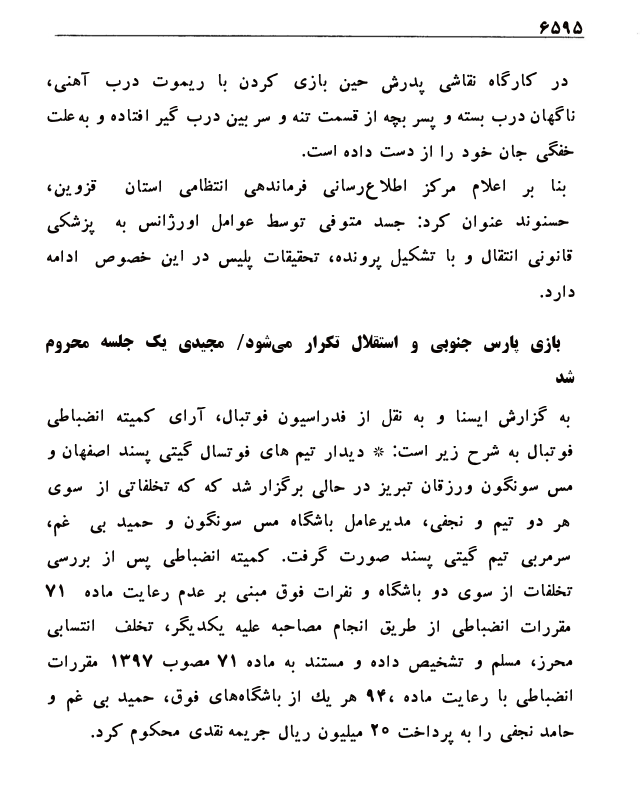 ۶۵۹۵
در کارگاه نقاشی پدرش حین بازی کردن با ریموت درب آهنی،
ناگهان درب بسته و پسر بچه از قسمت تنه و سر بین درب گیر افتاده و به علت
خفگی جان خود را از دست داده است.
بنا بر اعلام مرکز اطلاع‌رسانی فرماندهی انتظامی استان قزوین،
حسنوند عنوان کرد: جسد متوفی توسط عوامل اورژانس به پزشکی
قانونی انتقال و با تشکیل پرونده، تحقیقات پلیس در این خصوص ادامه
دارد.
بازی پارس جنوبی و استقلال تکرار می‌شود/ مجیدی یک جلسه محروم
شد
به گزارش ایسنا و به نقل از فدراسیون فوتبال، آرای کمیته انضباطی
فوتبال به شرح زیر است: * دیدار تیم های فوتسال گیتی پسند اصفهان و
مس سونگون ورزقان تبریز در حالی برگزار شد که که تخلفاتی از سوی
هر دو تیم و نجفی، مدیرعامل باشگاه مس سونگون و حمید بی غم،
سرمربی تیم گیتی پسند صورت گرفت. کمیته انضباطی پس از بررسی
تخلفات از سوی دو باشگاه و نفرات فوق مبنی بر عدم رعایت ماده ۷۱
مقررات انضباطی از طریق انجام مصاحبه علیه یکدیگر، تخلف انتسابی
محرز، مسلم و تشخیص داده و مستند به ماده ۷۱ مصوب ۱۳۹۷ مقررات
انضباطی با رعایت ماده ۹۴، هر یك از باشگاه‌های فوق، حمید بی غم و
حامد نجفی را به پرداخت ۲۵ میلیون ریال جریمه نقدی محکوم کرد.